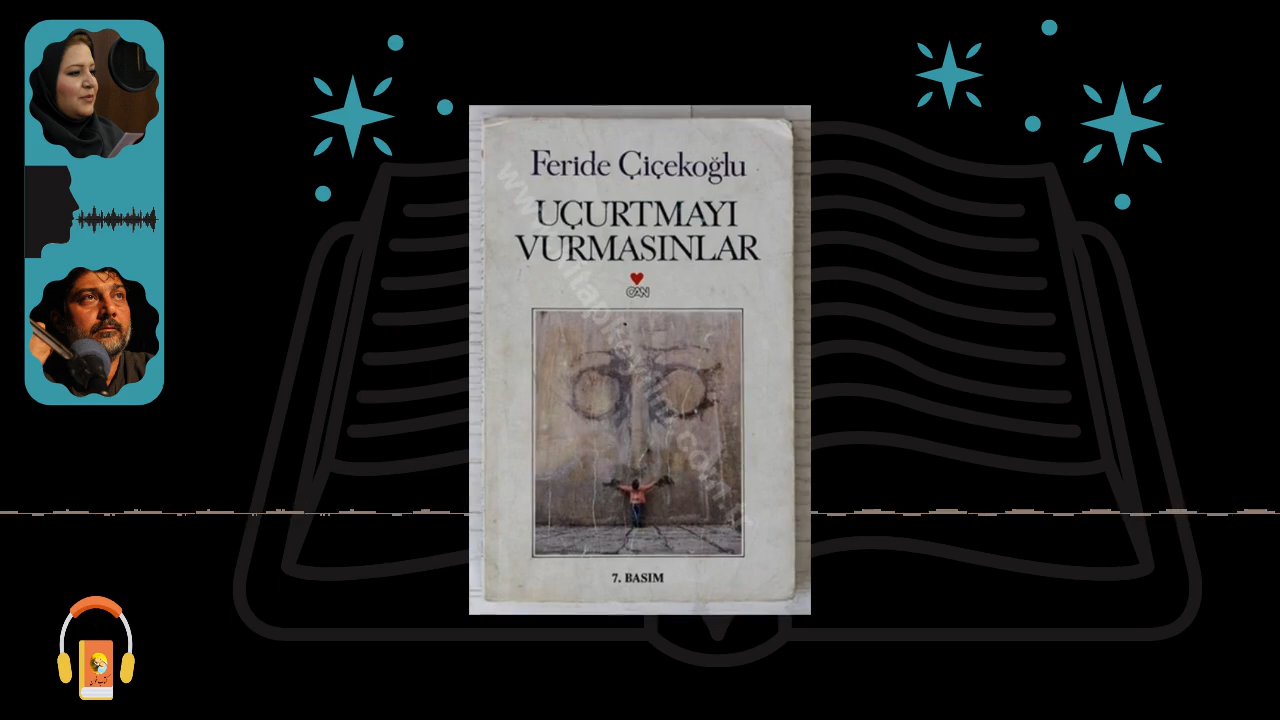 Feride Çiçekoğlu
UÇURTMAYI
VURMASINLAR
CAN
7. BASIM